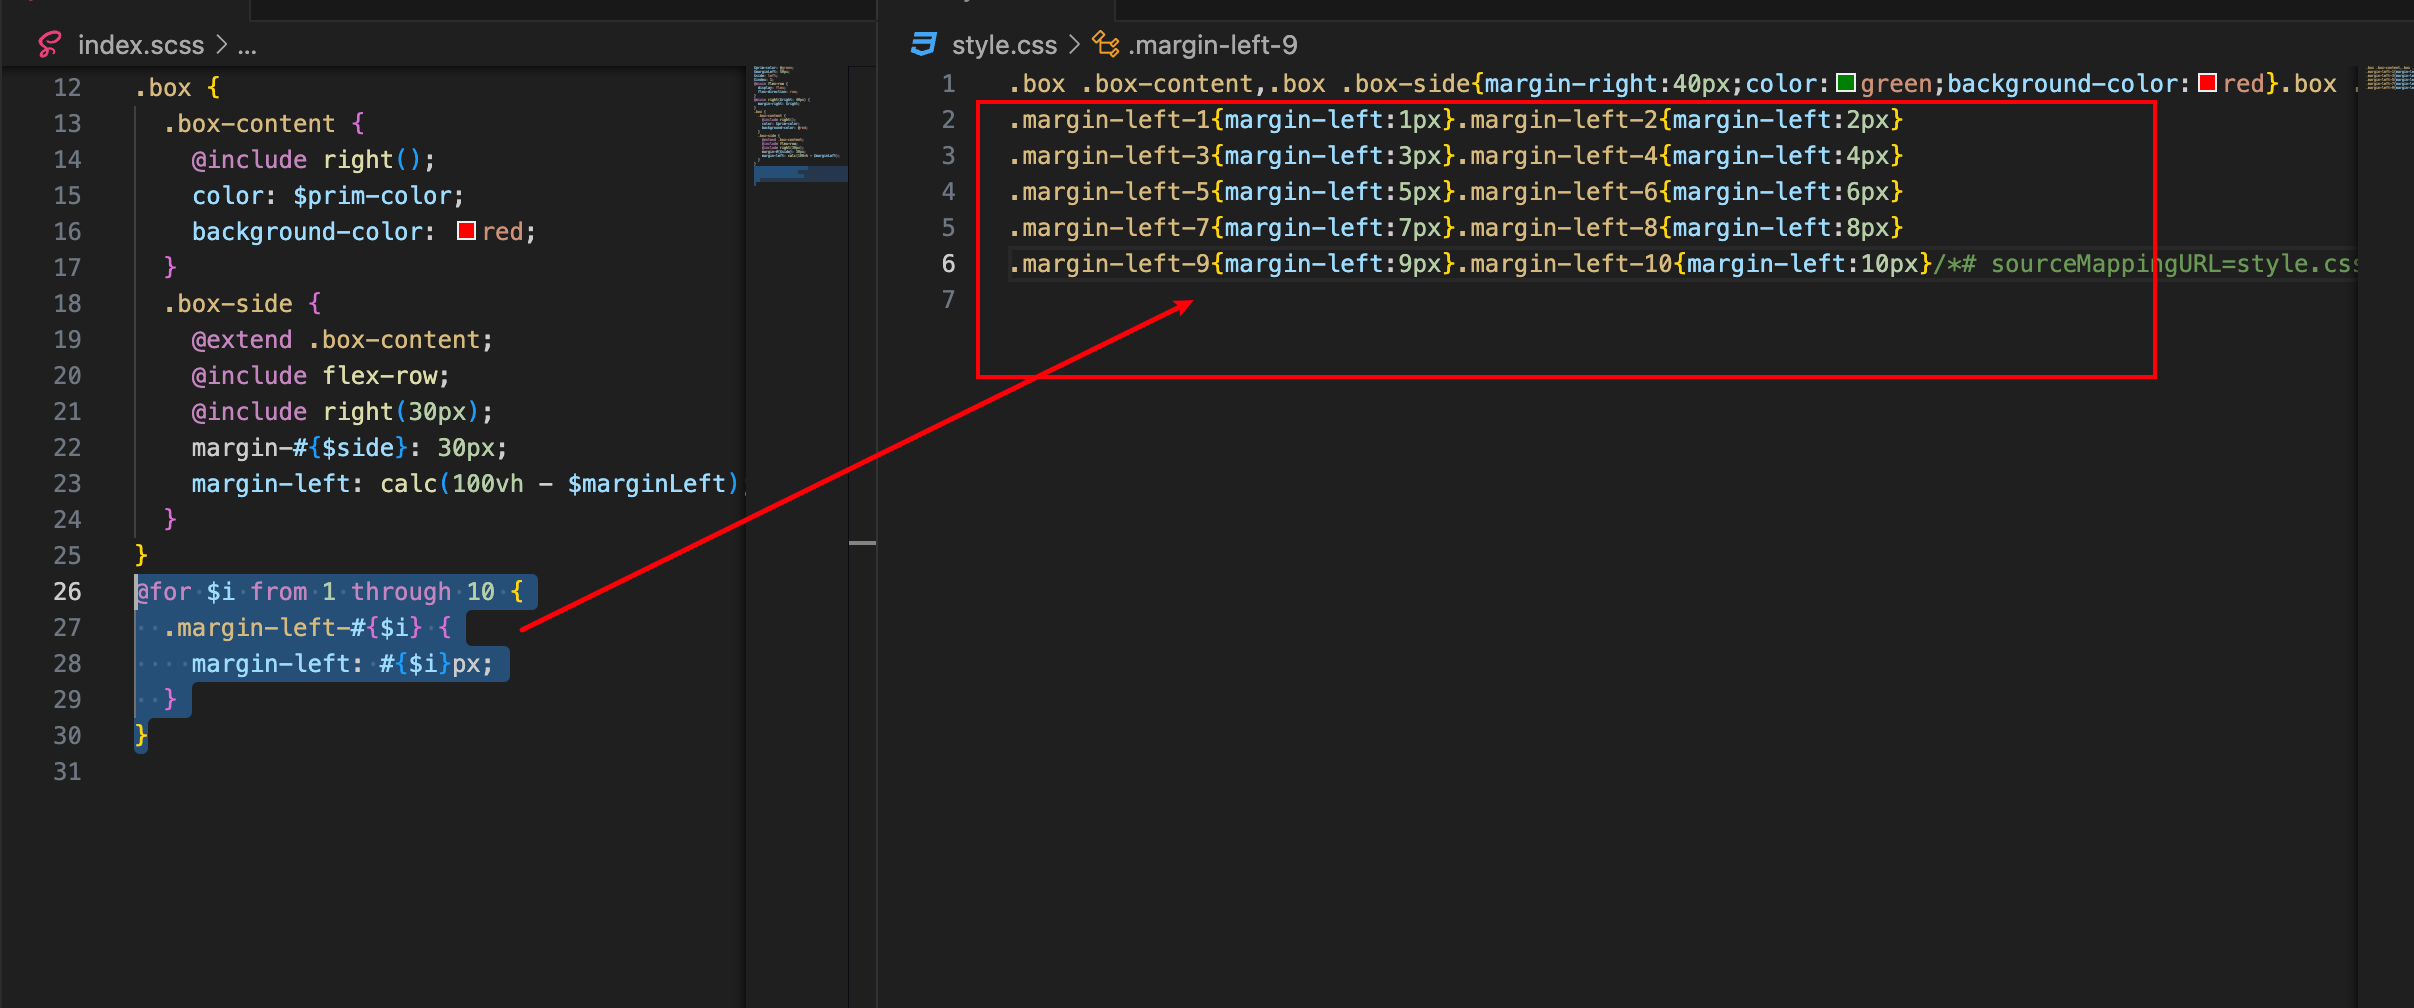 index.scss > ...
12 .box {
13 .box-content {
14 @include right();
15 color: $prim-color;
16 background-color: red;
17 }
18 .box-side {
19 @extend .box-content;
20 @include flex-row;
21 @include right(30px);
22 margin-#{$side}: 30px;
23 margin-left: calc(100vh - $marginLeft);
24 }
25 }
26 @for $i from 1 through 10 {
27 .margin-left-#{$i} {
28 margin-left: #{$i}px;
29 }
30 }
31
style.css > .margin-left-9
1 .box .box-content,.box .box-side{margin-right:40px;color:green;background-color:red}.box .
2 .margin-left-1{margin-left:1px}.margin-left-2{margin-left:2px}
3 .margin-left-3{margin-left:3px}.margin-left-4{margin-left:4px}
4 .margin-left-5{margin-left:5px}.margin-left-6{margin-left:6px}
5 .margin-left-7{margin-left:7px}.margin-left-8{margin-left:8px}
6 .margin-left-9{margin-left:9px}.margin-left-10{margin-left:10px}/*# sourceMappingURL=style.css
7